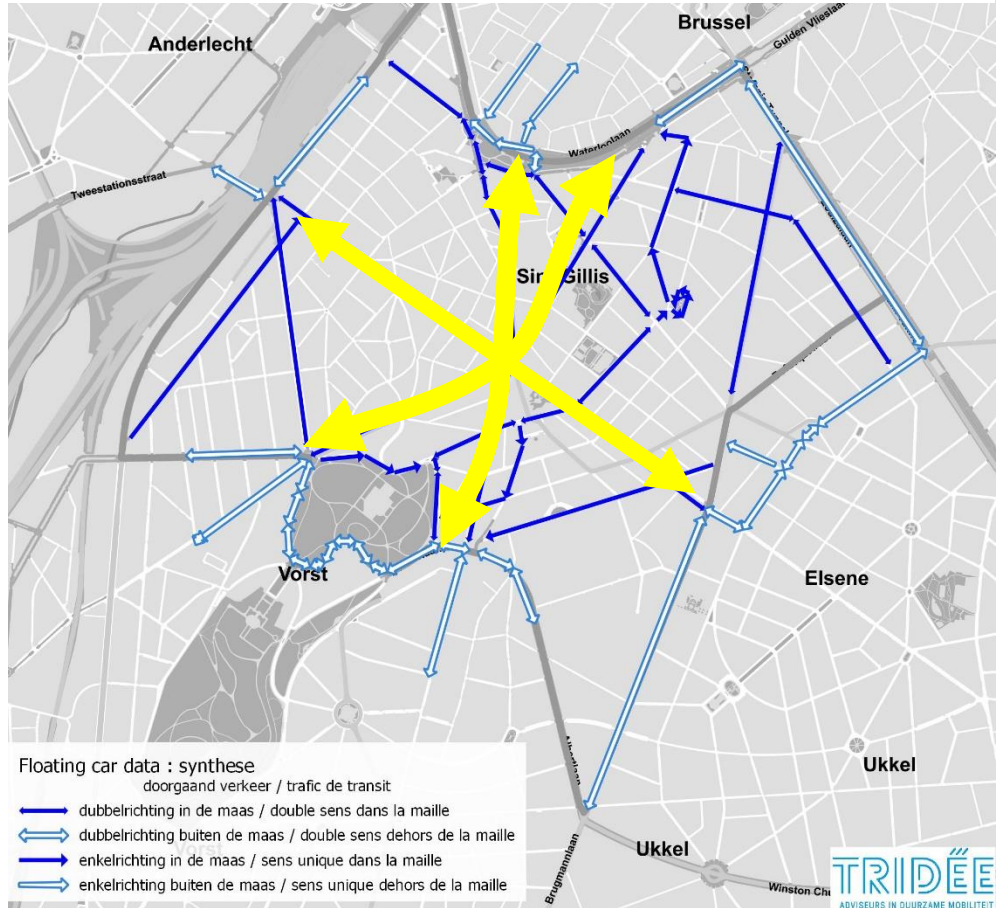 Brussel
Anderlecht
Gulden Vlieslaan
Waterloolaan
Tweestationsstraat
Sint Gillis
Vorst
Elsene
Albertlaan
Ukkel
Ukkel
Brugmannlaan
Winston Chu
Floating car data : synthese
doorgaand verkeer / trafic de transit
dubbelrichting in de maas / double sens dans la maille
dubbelrichting buiten de maas / double sens dehors de la maille
enkelrichting in de maas / sens unique dans la maille
Vorst
enkelrichting buiten de maas / sens unique dehors de la maille
TRIDËE
ADVISEURS IN DUURZAME MOBILITEIT